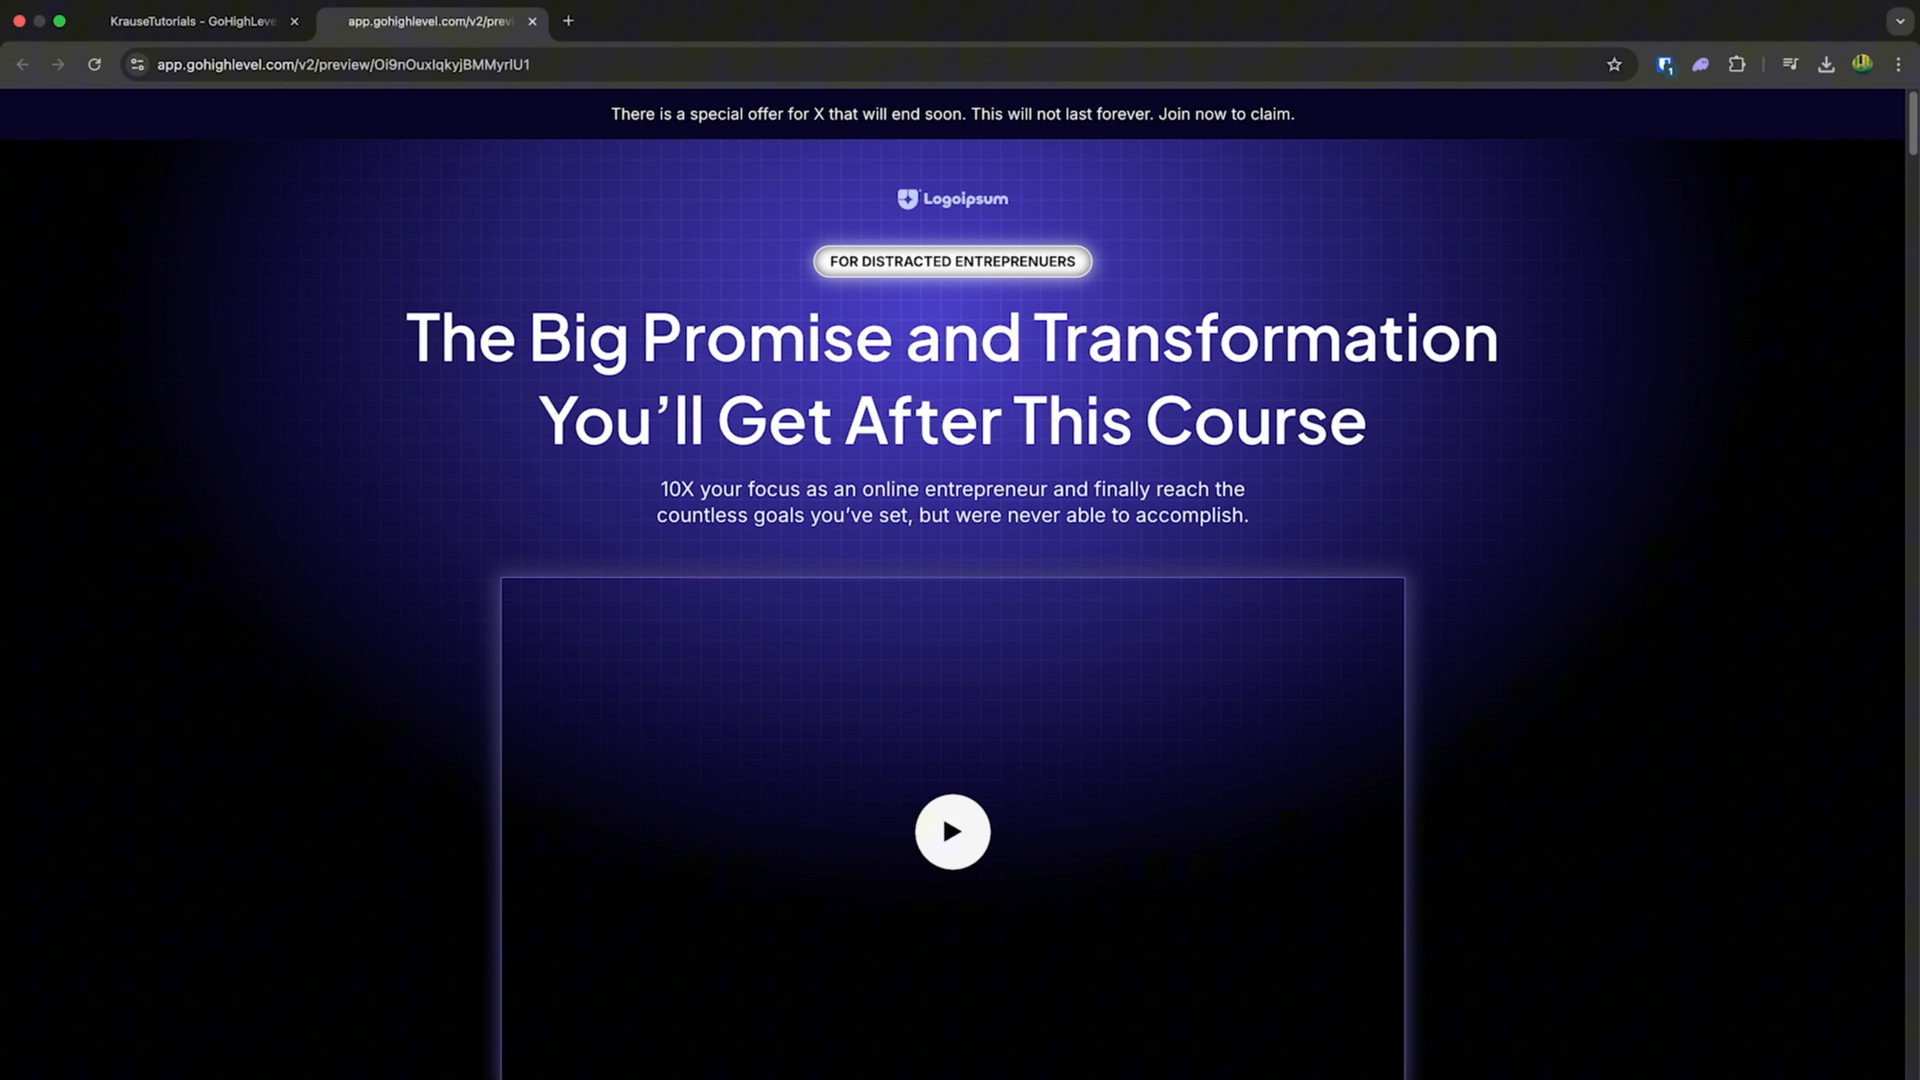 KrauseTutorials - GoHighLeve
app.gohighlevel.com/v2/previ
app.gohighlevel.com/v2/preview/Oi9nOuxlqkyjBMMyrlU1
1
There is a special offer for X that will end soon. This will not last forever. Join now to claim.
Logoipsum
FOR DISTRACTED ENTREPRENUERS
The Big Promise and Transformation
You’ll Get After This Course
10X your focus as an online entrepreneur and finally reach the
countless goals you’ve set, but were never able to accomplish.